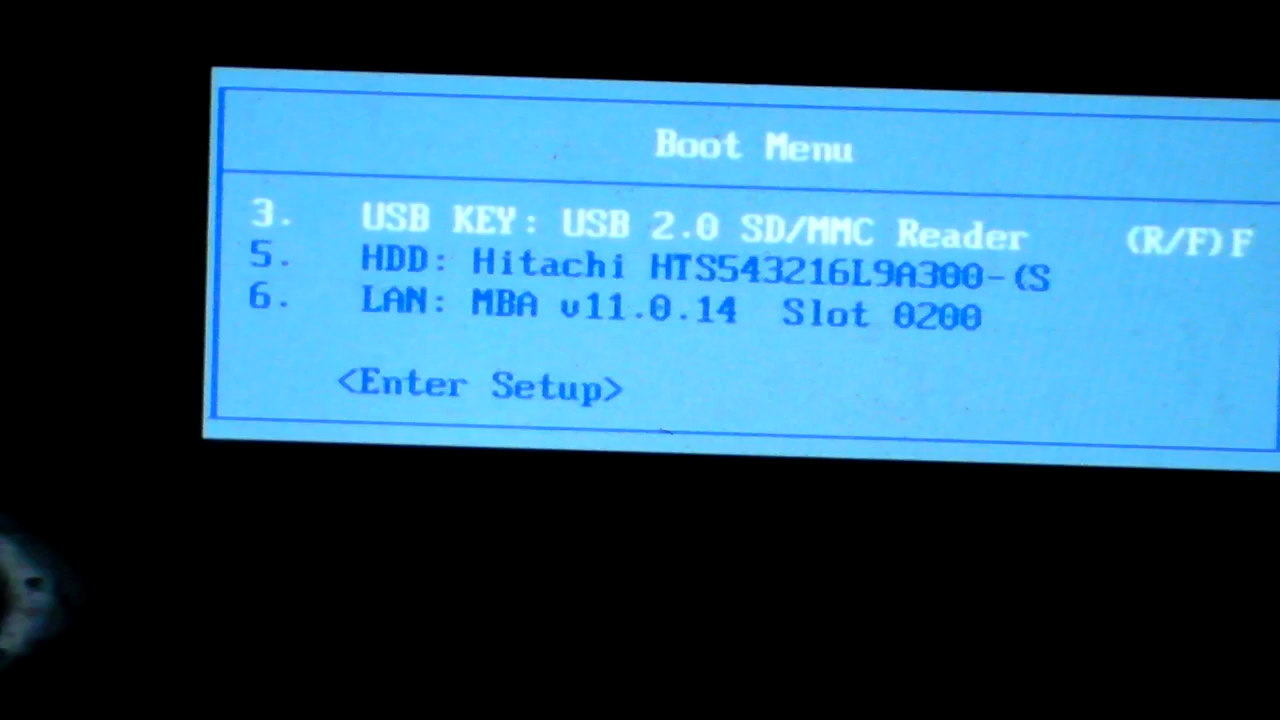 Boot Menu
3. USB KEY: USB 2.0 SD/MMC Reader (R/F)F
5. HDD: Hitachi HTS543216L9A300-(S
6. LAN: MBA v11.0.14 Slot 0200
<Enter Setup>